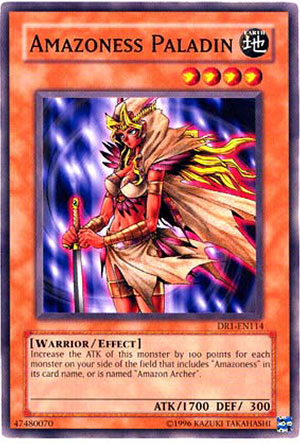 AMAZONESS PALADIN
EARTH
地
DR1-EN114
[WARRIOR/EFFECT]
Increase the ATK of this monster by 100 points for each
monster on your side of the field that includes "Amazoness" in
its card name, or is named "Amazon Archer".
ATK/1700 DEF/ 300
47480070
©1996 KAZUKI TAKAHASHI